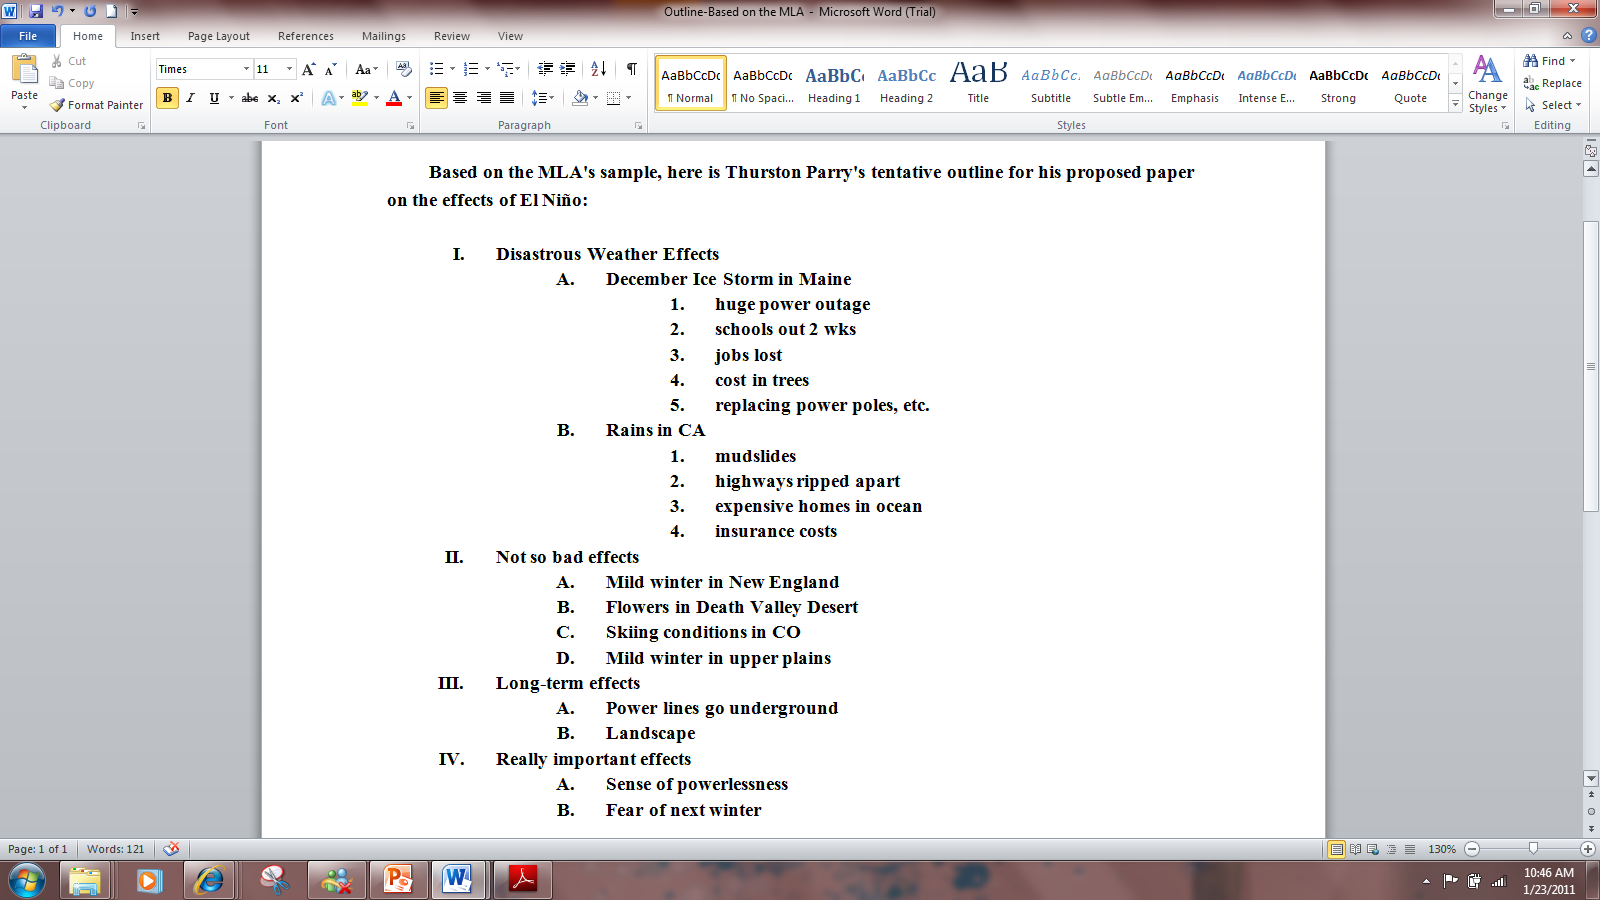 Outline-Based on the MLA - Microsoft Word (Trial)
File Home Insert Page Layout References Mailings Review View
Paste Cut Copy Format Painter Clipboard
Times 11 Font
Paragraph
AaBbCcDc AaBbCcDc AaBbC AaBbCc AaB AaBbCc. AaBbCcDc AaBbCcDc AaBbCcDc AaBbCcDc AaBbCcDc
¶ Normal ¶ No Spaci... Heading 1 Heading 2 Title Subtitle Subtle Em... Emphasis Intense E... Strong Quote
Styles
Change Styles
Find
Replace
Select
Editing
Based on the MLA's sample, here is Thurston Parry's tentative outline for his proposed paper
on the effects of El Niño:
I. Disastrous Weather Effects
A. December Ice Storm in Maine
1. huge power outage
2. schools out 2 wks
3. jobs lost
4. cost in trees
5. replacing power poles, etc.
B. Rains in CA
1. mudslides
2. highways ripped apart
3. expensive homes in ocean
4. insurance costs
II. Not so bad effects
A. Mild winter in New England
B. Flowers in Death Valley Desert
C. Skiing conditions in CO
D. Mild winter in upper plains
III. Long-term effects
A. Power lines go underground
B. Landscape
IV. Really important effects
A. Sense of powerlessness
B. Fear of next winter
Page: 1 of 1 Words: 121 130%
10:46 AM
1/23/2011